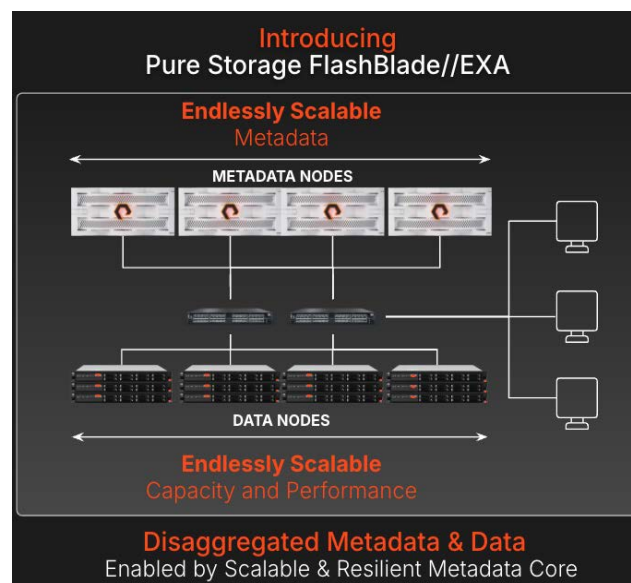 Introducing
Pure Storage FlashBlade//EXA
Endlessly Scalable
Metadata
METADATA NODES
DATA NODES
Endlessly Scalable
Capacity and Performance
Disaggregated Metadata & Data
Enabled by Scalable & Resilient Metadata Core